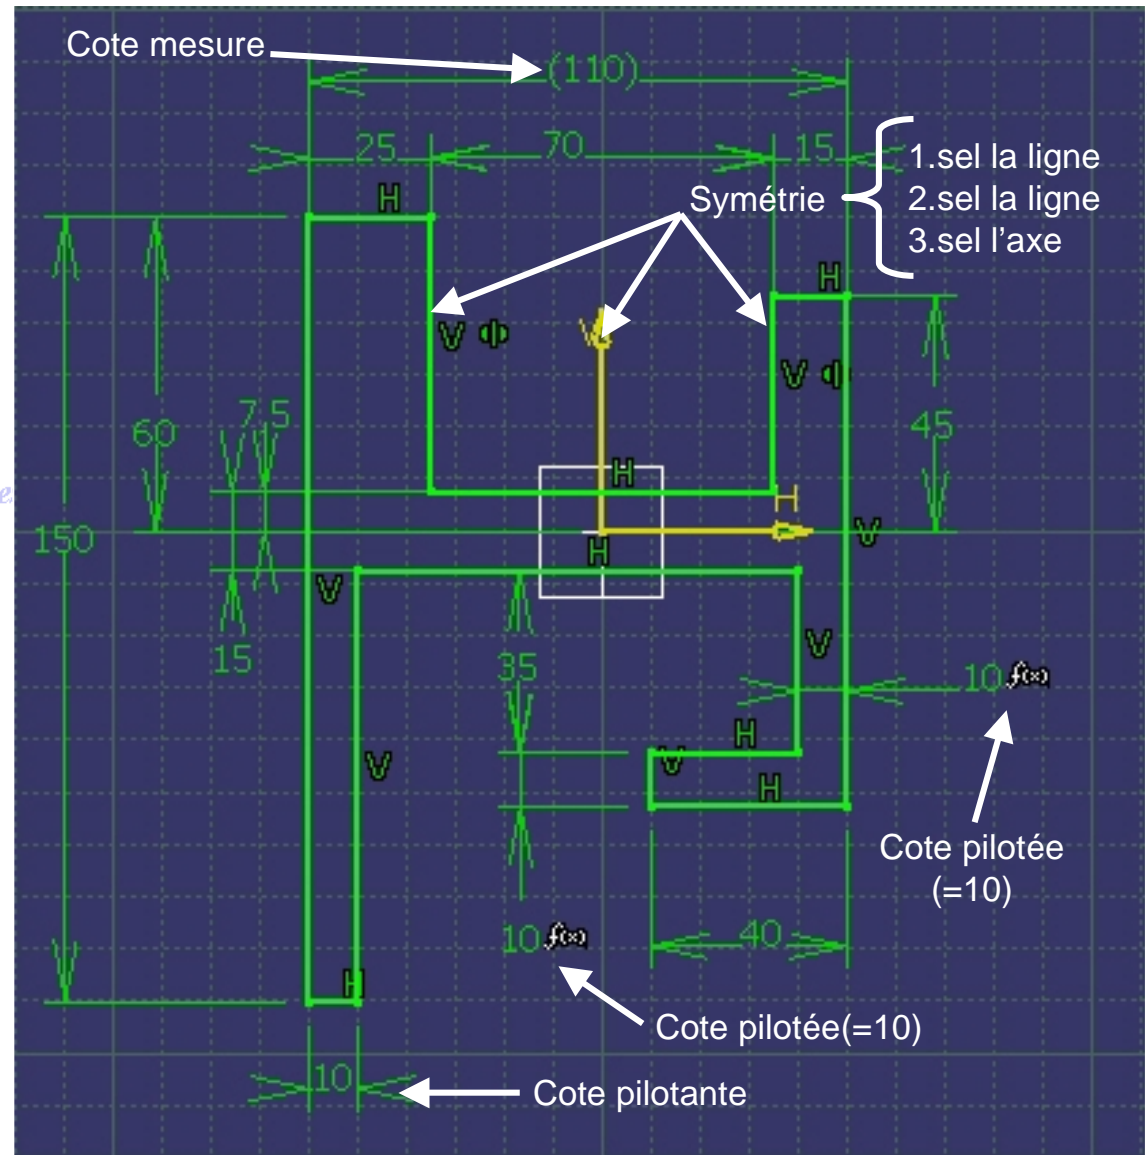 Cote mesure
(110)
25 70 15
Symétrie
1.sel la ligne
2.sel la ligne
3.sel l'axe
H
H
V
V
V
7,5
60
45
H
H
150
H
V
V
15
V
35
10 f(x)
H
V
V
H
Cote pilotée
(=10)
10 f(x)
40
H
Cote pilotée(=10)
10
Cote pilotante